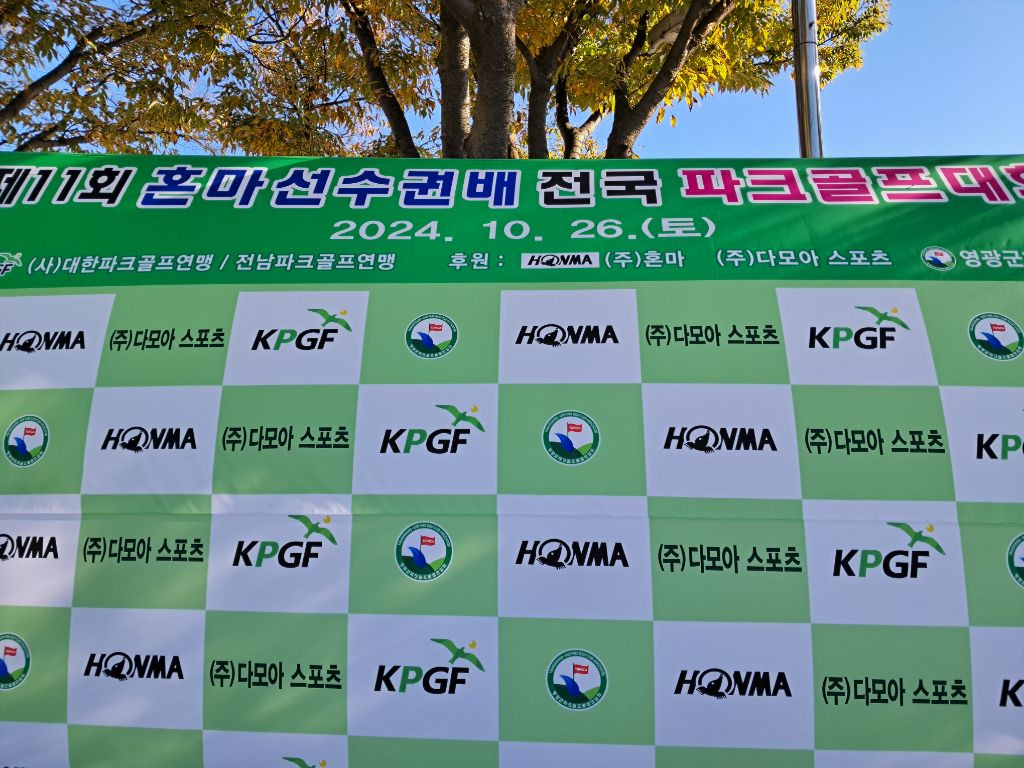 제11회 혼마선수권배 전국 파크골프대회
2024. 10. 26.(토)
(사)대한파크골프연맹 / 전남파크골프연맹 후원 : HONMA (주)혼마 (주)다모아 스포츠 영광군
HONMA (주)다모아 스포츠 KPGF HONMA (주)다모아 스포츠 KPGF
HONMA (주)다모아 스포츠 KPGF HONMA (주)다모아 스포츠 KP
NMA (주)다모아 스포츠 KPGF HONMA (주)다모아 스포츠 KPGF
HONMA (주)다모아 스포츠 KPGF HONMA (주)다모아 스포츠 K